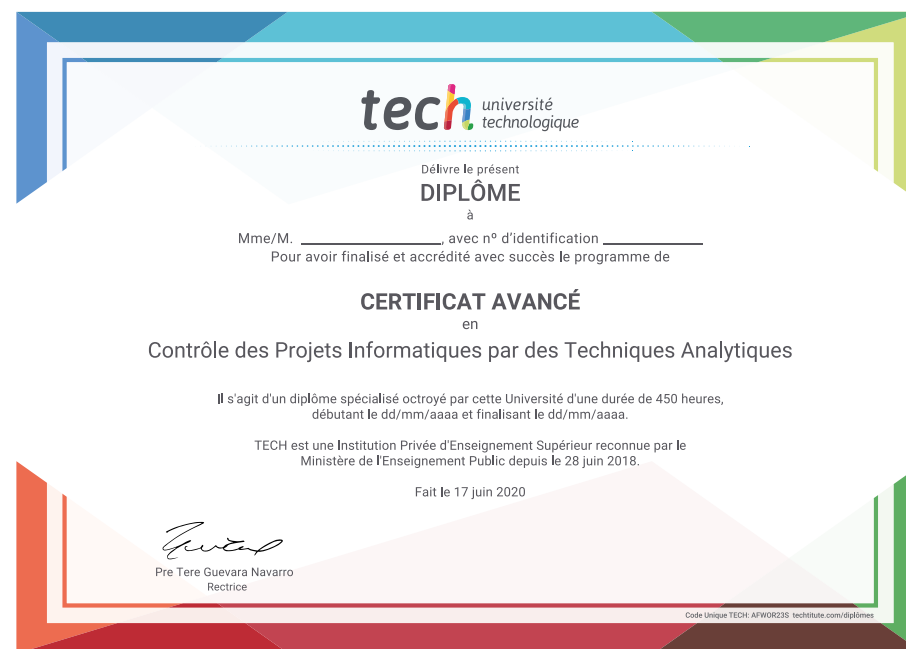 tech université
technologique
Délivre le présent
DIPLÔME
à
Mme/M. ____________________, avec nº d'identification ______________
Pour avoir finalisé et accrédité avec succès le programme de
CERTIFICAT AVANCÉ
en
Contrôle des Projets Informatiques par des Techniques Analytiques
Il s'agit d'un diplôme spécialisé octroyé par cette Université d'une durée de 450 heures,
débutant le dd/mm/aaaa et finalisant le dd/mm/aaaa.
TECH est une Institution Privée d'Enseignement Supérieur reconnue par le
Ministère de l'Enseignement Public depuis le 28 juin 2018.
Fait le 17 juin 2020
Pre Tere Guevara Navarro
Rectrice
Code Unique TECH: AFWOR23S techtitute.com/diplômes